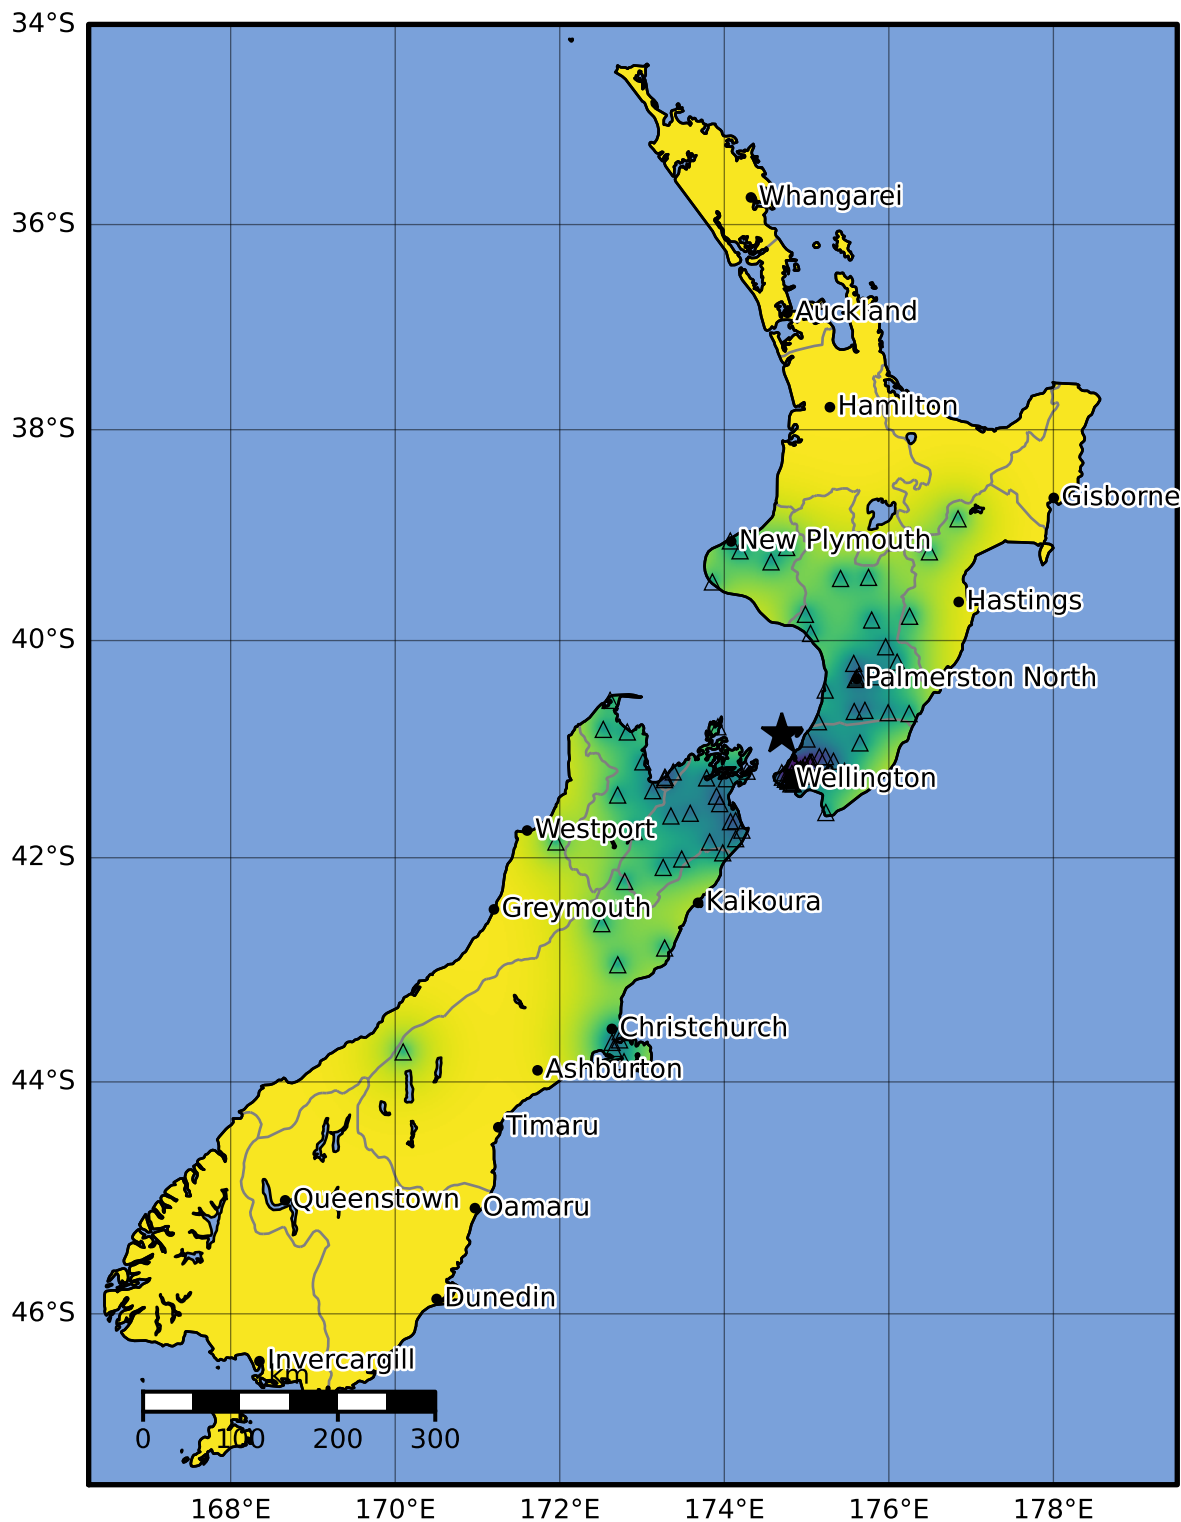 34°S
Whangarei
36°S
Auckland
Hamilton
38°S
Gisborne
New Plymouth
Hastings
40°S
Palmerston North
Wellington
Westport
42°S
Kaikoura
Greymouth
Christchurch
Ashburton
44°S
Timaru
Queenstown
Oamaru
Dunedin
46°S
Invercargill
km
0 100 200 300
168°E 170°E 172°E 174°E 176°E 178°E